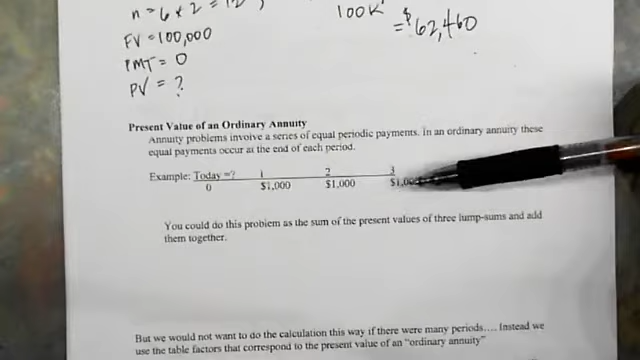 n = 6 * 2 = 12
100K
= $62,460
FV = 100,000
PMT = 0
PV = ?
Present Value of an Ordinary Annuity
Annuity problems involve a series of equal periodic payments. In an ordinary annuity these
equal payments occur at the end of each period.
Example: Today =? 1 2 3
0 $1,000 $1,000 $1,000
You could do this problem as the sum of the present values of three lump-sums and add
them together.
But we would not want to do the calculation this way if there were many periods…. Instead we
use the table factors that correspond to the present value of an "ordinary annuity"